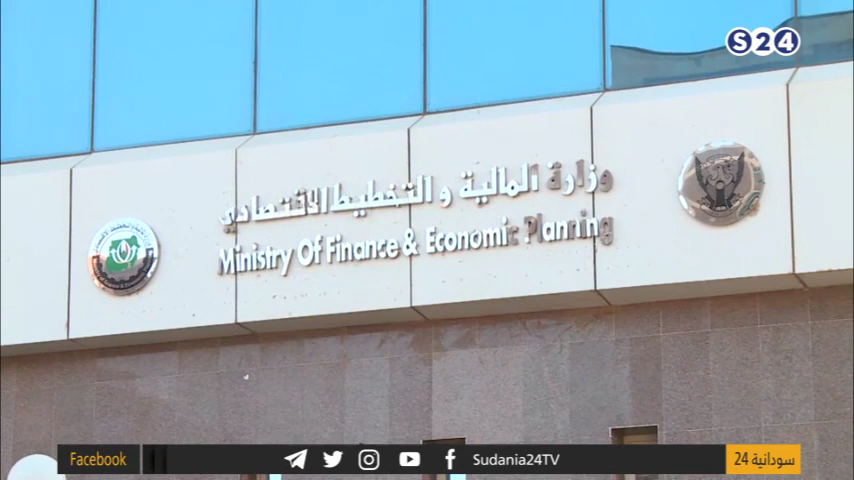 S24
وزارة المالية و التخطيط الاقتصادي
Ministry Of Finance & Economic Planning
Facebook
Sudania24TV
سودانية 24